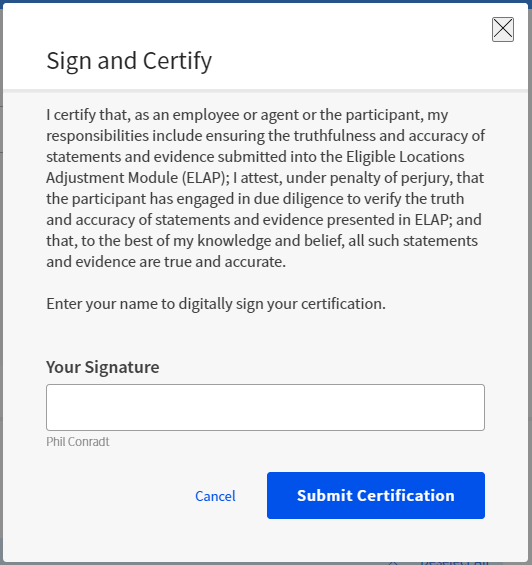 Sign and Certify
I certify that, as an employee or agent or the participant, my
responsibilities include ensuring the truthfulness and accuracy of
statements and evidence submitted into the Eligible Locations
Adjustment Module (ELAP); I attest, under penalty of perjury, that
the participant has engaged in due diligence to verify the truth
and accuracy of statements and evidence presented in ELAP; and
that, to the best of my knowledge and belief, all such statements
and evidence are true and accurate.
Enter your name to digitally sign your certification.
Your Signature
Phil Conradt
Cancel
Submit Certification